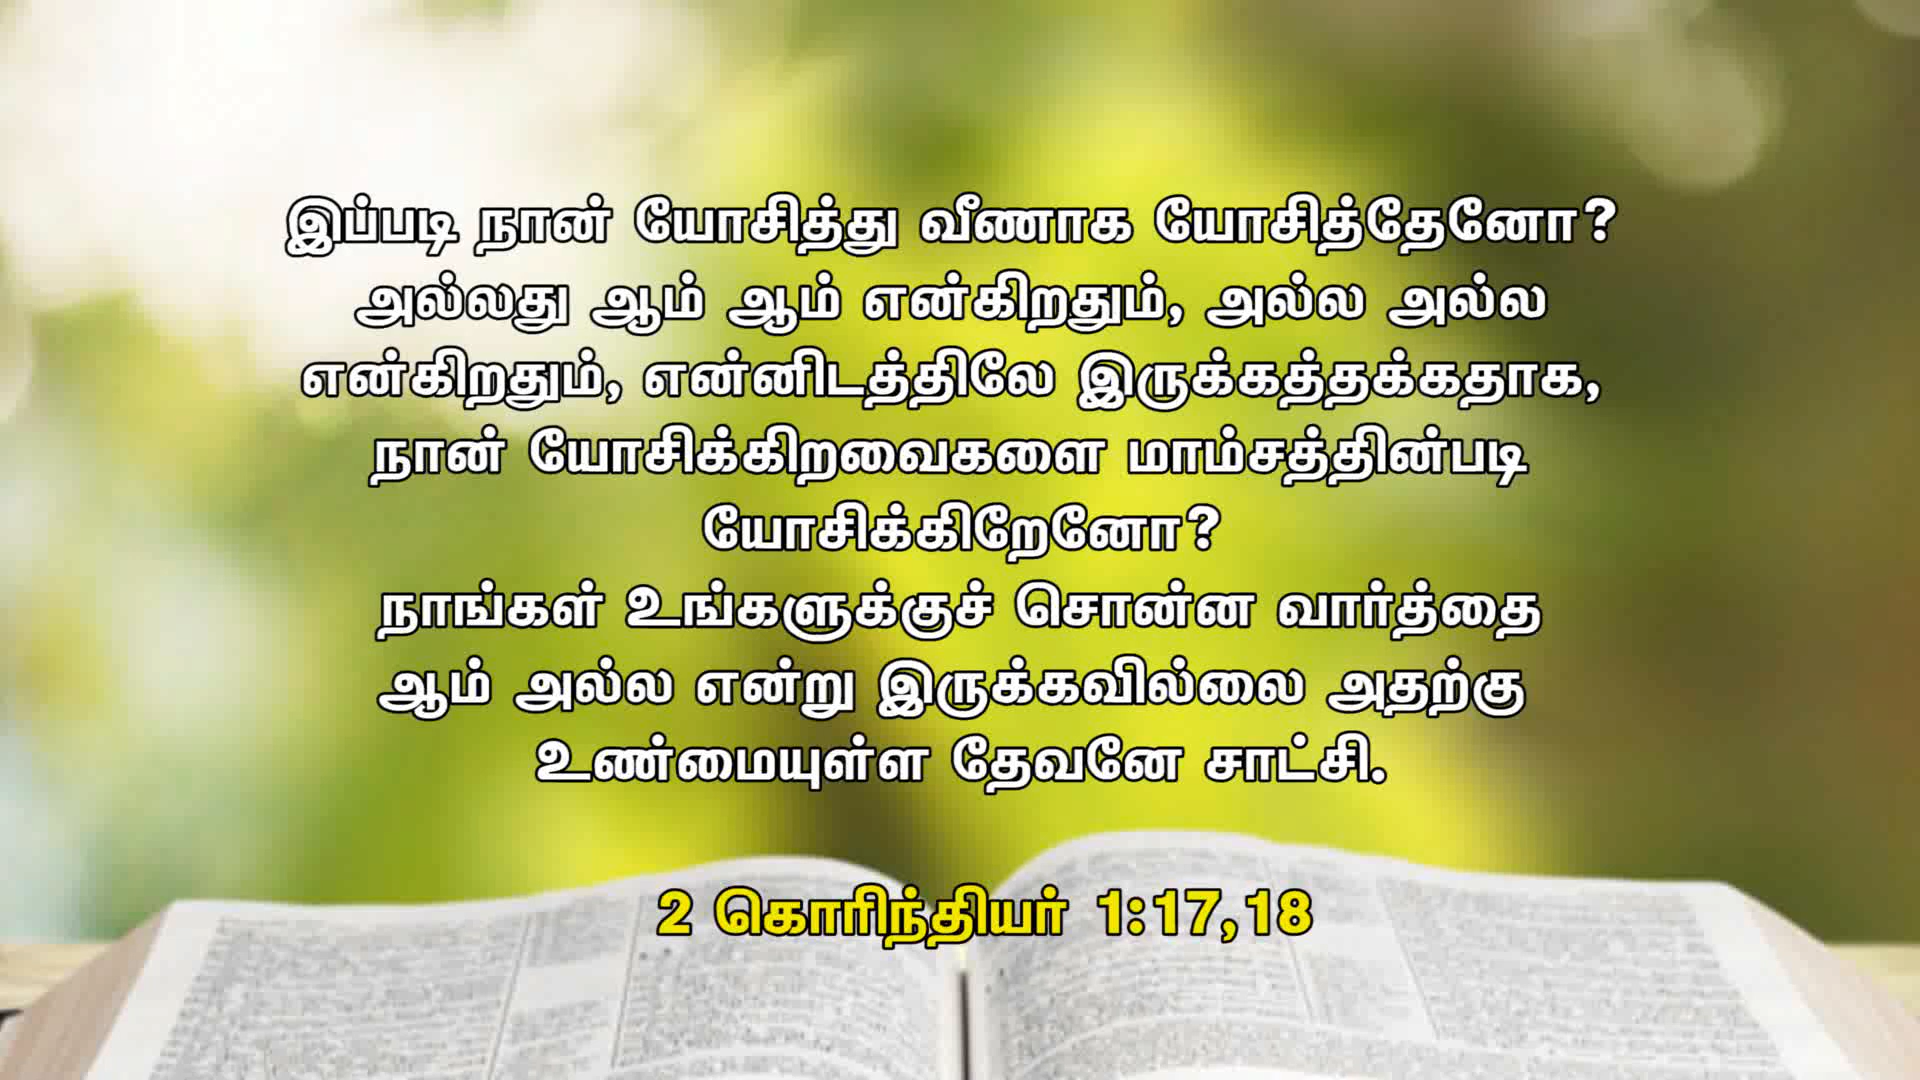 இப்படி நான் யோசித்து வீணாக யோசித்தேனோ?
அல்லது ஆம் ஆம் என்கிறதும், அல்ல அல்ல
என்கிறதும், என்னிடத்திலே இருக்கத்தக்கதாக,
நான் யோசிக்கிறவைகளை மாம்சத்தின்படி
யோசிக்கிறேனோ?
நாங்கள் உங்களுக்குச் சொன்ன வார்த்தை
ஆம் அல்ல என்று இருக்கவில்லை அதற்கு
உண்மையுள்ள தேவனே சாட்சி.
2 கொரிந்தியர் 1:17,18